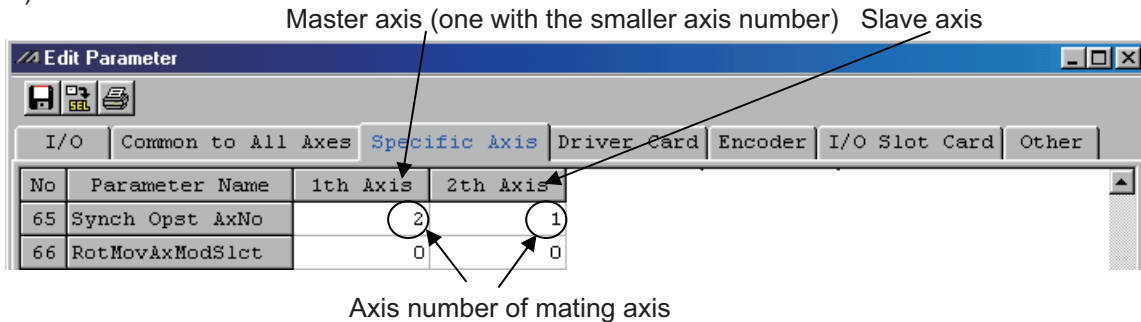 Master axis (one with the smaller axis number) Slave axis
Edit Parameter
SEL
I/O Common to All Axes Specific Axis Driver Card Encoder I/O Slot Card Other
No Parameter Name 1th Axis 2th Axis
65 Synch Opst AxNo 2 1
66 RotMovAxModSlct 0 0
Axis number of mating axis